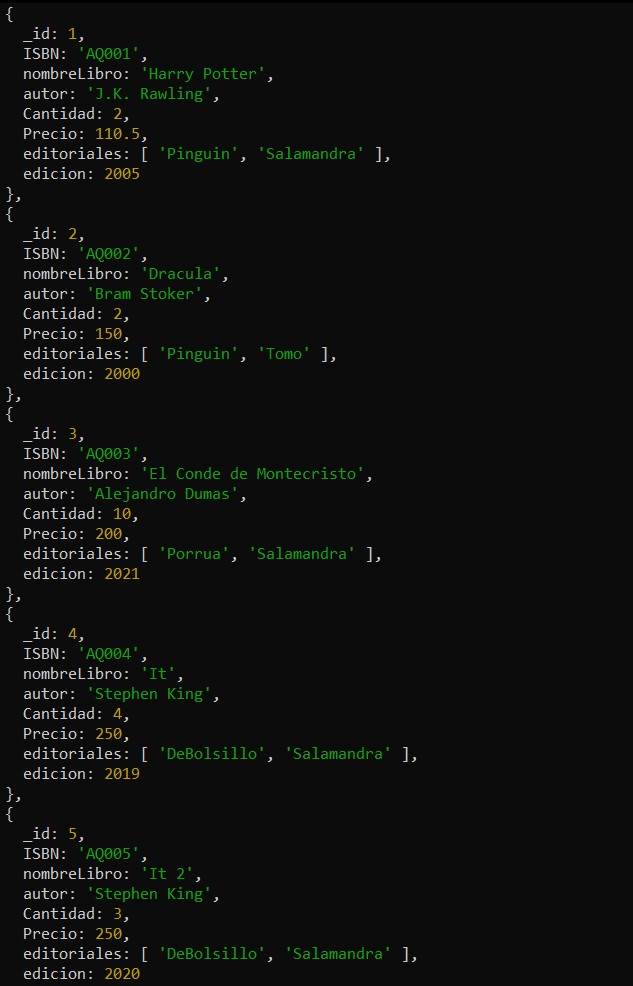 {
  _id: 1,
  ISBN: 'AQ001',
  nombreLibro: 'Harry Potter',
  autor: 'J.K. Rawling',
  Cantidad: 2,
  Precio: 110.5,
  editoriales: [ 'Pinguin', 'Salamandra' ],
  edicion: 2005
},
{
  _id: 2,
  ISBN: 'AQ002',
  nombreLibro: 'Dracula',
  autor: 'Bram Stoker',
  Cantidad: 2,
  Precio: 150,
  editoriales: [ 'Pinguin', 'Tomo' ],
  edicion: 2000
},
{
  _id: 3,
  ISBN: 'AQ003',
  nombreLibro: 'El Conde de Montecristo',
  autor: 'Alejandro Dumas',
  Cantidad: 10,
  Precio: 200,
  editoriales: [ 'Porrua', 'Salamandra' ],
  edicion: 2021
},
{
  _id: 4,
  ISBN: 'AQ004',
  nombreLibro: 'It',
  autor: 'Stephen King',
  Cantidad: 4,
  Precio: 250,
  editoriales: [ 'DeBolsillo', 'Salamandra' ],
  edicion: 2019
},
{
  _id: 5,
  ISBN: 'AQ005',
  nombreLibro: 'It 2',
  autor: 'Stephen King',
  Cantidad: 3,
  Precio: 250,
  editoriales: [ 'DeBolsillo', 'Salamandra' ],
  edicion: 2020